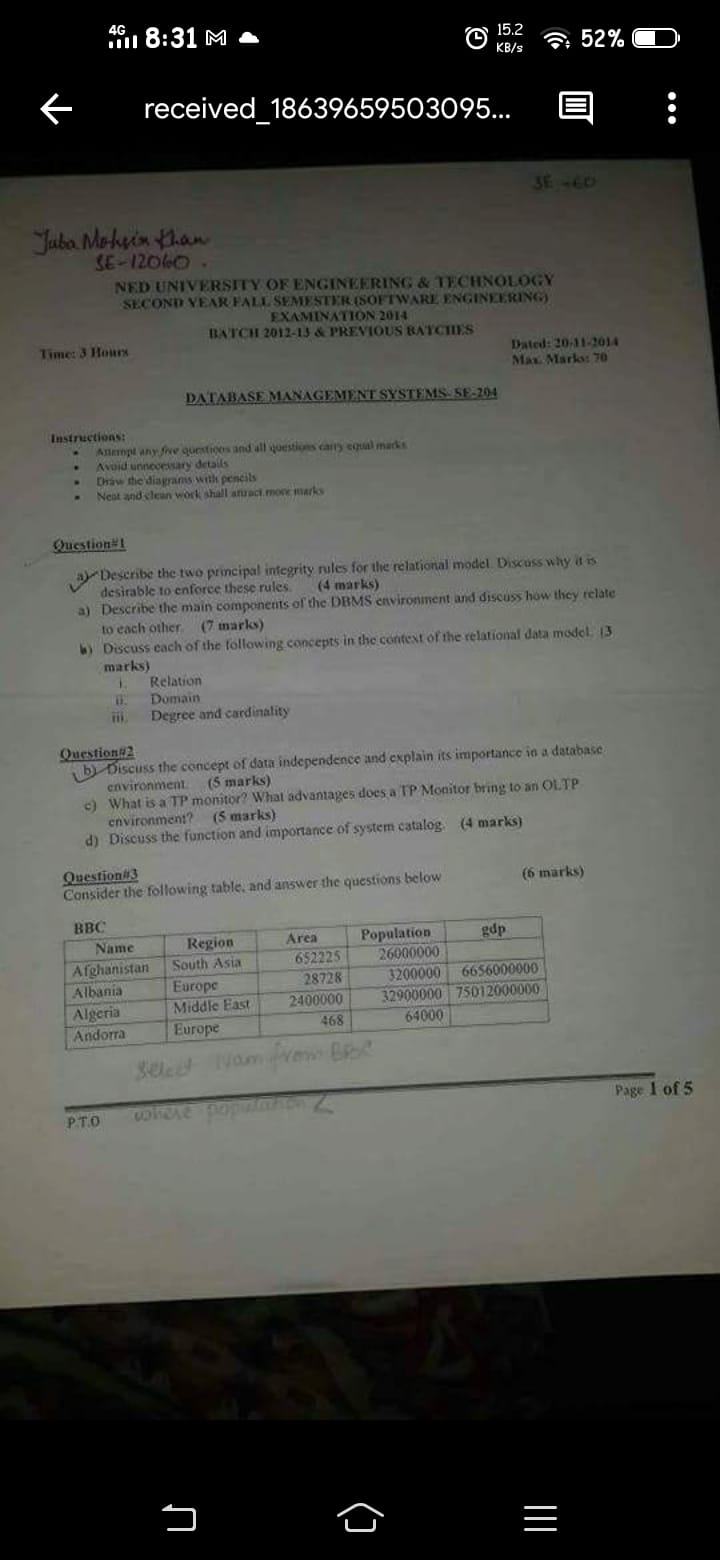 4G 8:31 M 15.2 KB/s 52%
received_18639659503095...
SE-60
Mohsin Khan
SE-12060.
NED UNIVERSITY OF ENGINEERING & TECHNOLOGY
SECOND YEAR FALL SEMESTER (SOFTWARE ENGINEERING)
EXAMINATION 2014
BATCH 2012-13 & PREVIOUS BATCHES
Time: 3 Hours
Dated: 20-11-2014
Max. Marks: 70
DATABASE MANAGEMENT SYSTEMS- SE-204
Instructions:
• Attempt any five questions and all questions carry equal marks
• Avoid unnecessary details
• Draw the diagrams with pencils
• Neat and clean work shall attract more marks
Question#1
a) Describe the two principal integrity rules for the relational model. Discuss why it is
desirable to enforce these rules. (4 marks)
a) Describe the main components of the DBMS environment and discuss how they relate
to each other. (7 marks)
b) Discuss each of the following concepts in the context of the relational data model. (3
marks)
i. Relation
ii. Domain
iii. Degree and cardinality
Question#2
b) Discuss the concept of data independence and explain its importance in a database
environment. (5 marks)
c) What is a TP monitor? What advantages does a TP Monitor bring to an OLTP
environment? (5 marks)
d) Discuss the function and importance of system catalog. (4 marks)
Question#3
Consider the following table, and answer the questions below (6 marks)
BBC
Name Region Area Population gdp
Afghanistan South Asia 652225 26000000
Albania Europe 28728 3200000 6656000000
Algeria Middle East 2400000 32900000 75012000000
Andorra Europe 468 64000
Select Nam from BBC
where population <
P.T.O
Page 1 of 5